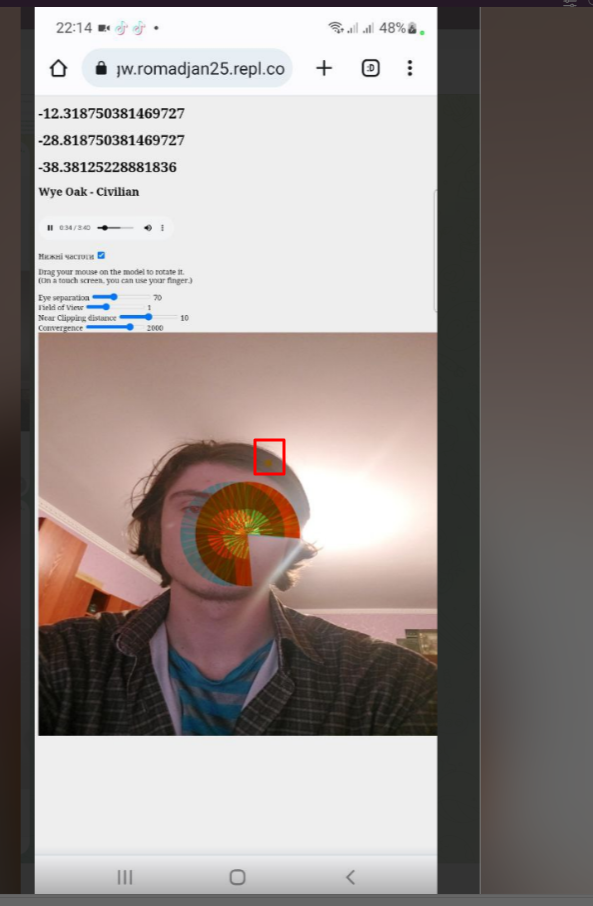 22:14 48%
ȷw.romadjan25.repl.co :D
-12.318750381469727
-28.818750381469727
-38.38125228881836
Wye Oak - Civilian
0:34 / 3:40
Нижні частоти
Drag your mouse on the model to rotate it.
(On a touch screen, you can use your finger.)
Eye separation 70
Field of View 1
Near Clipping distance 10
Convergence 2000